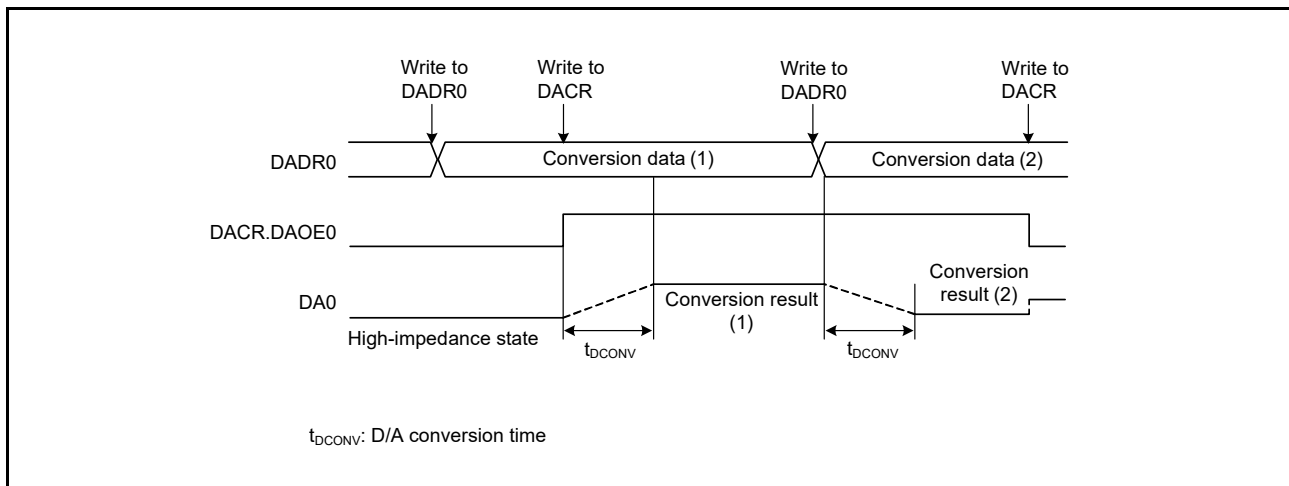 Write to
DADR0
Write to
DACR
Write to
DADR0
Write to
DACR
DADR0
Conversion data (1)
Conversion data (2)
DACR.DAOE0
DA0
Conversion result
(1)
Conversion
result (2)
High-impedance state
tDCONV
tDCONV
tDCONV: D/A conversion time